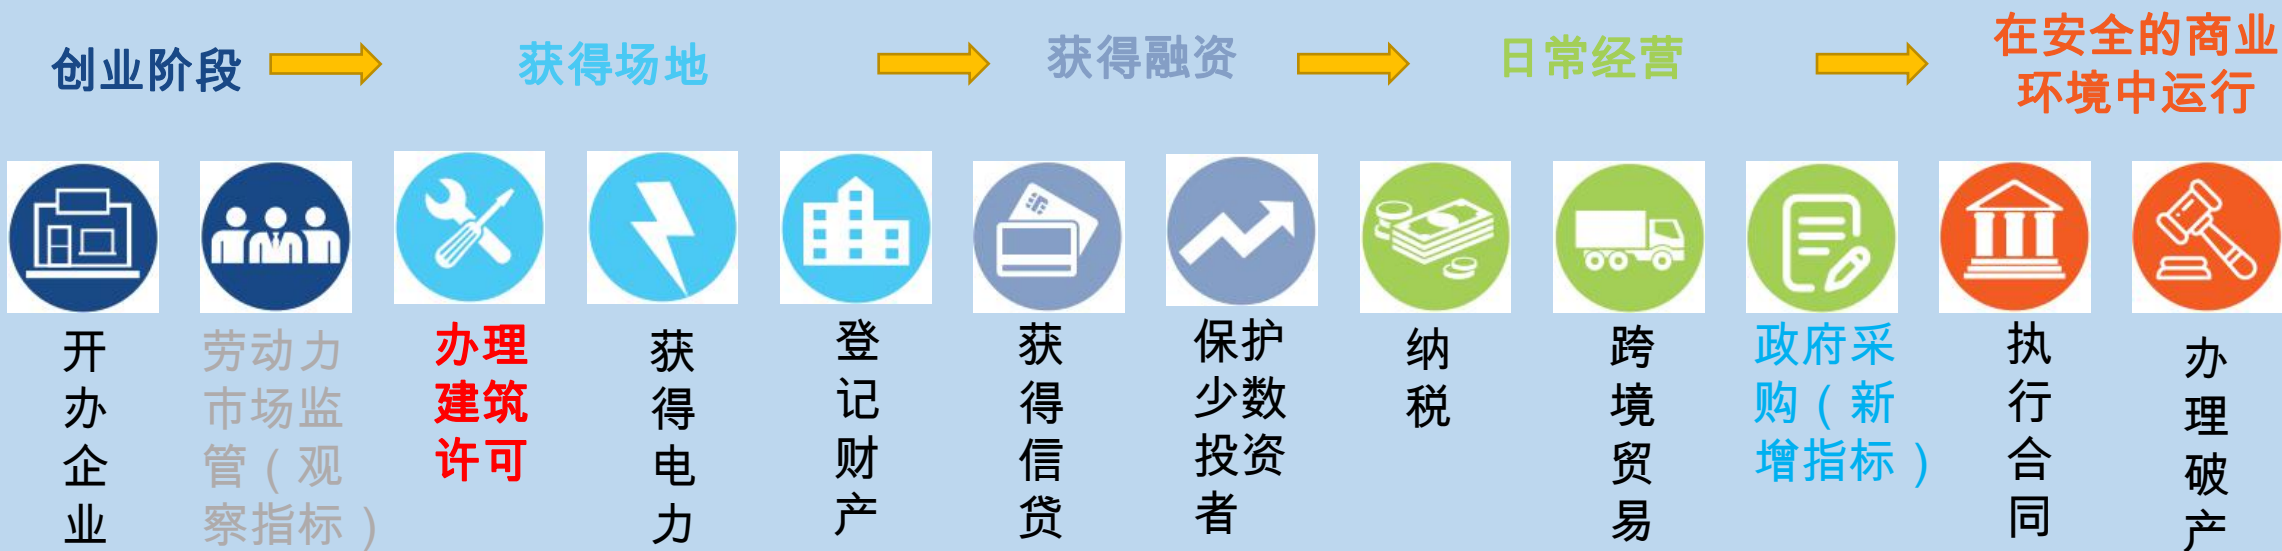 创业阶段
获得场地
获得融资
日常经营
在安全的商业
环境中运行
开
办
企
业
劳动力
市场监
管（观
察指标）
办理
建筑
许可
获
得
电
力
登
记
财
产
获
得
信
贷
保护
少数
投资
者
纳
税
跨
境
贸
易
政府采
购（新
增指标）
执
行
合
同
办
理
破
产